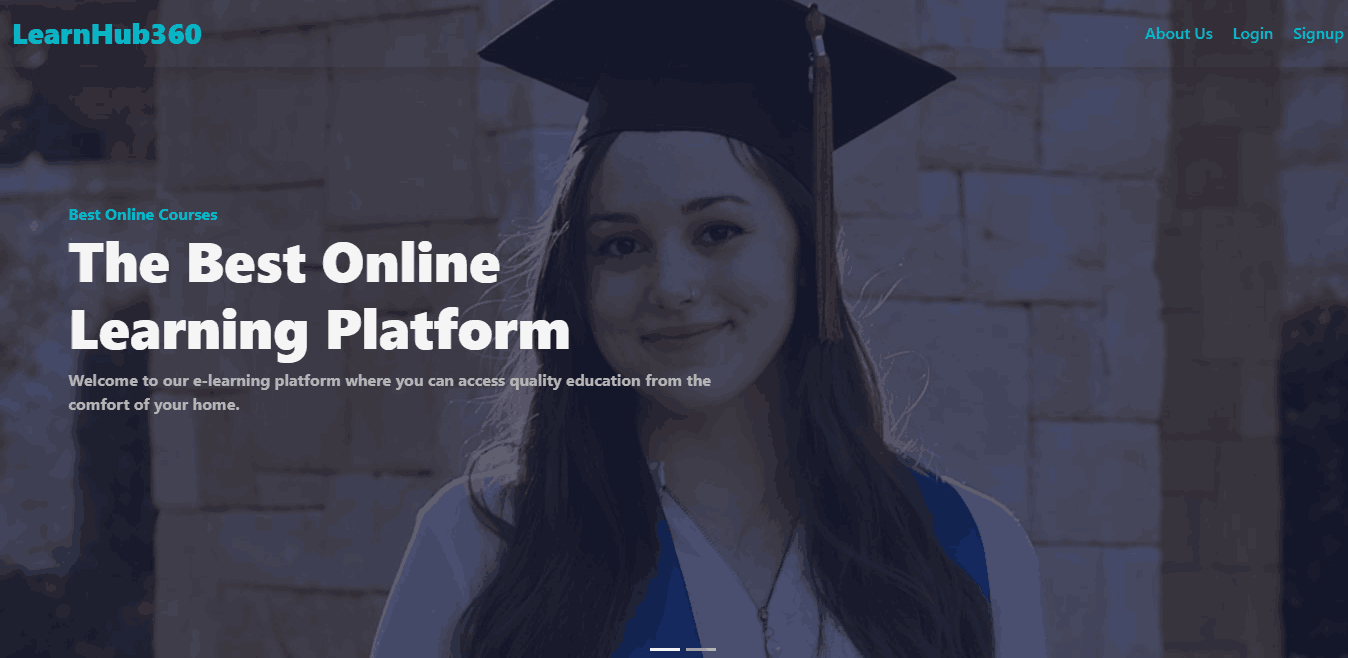 LearnHub360
About Us Login Signup
Best Online Courses
The Best Online
Learning Platform
Welcome to our e-learning platform where you can access quality education from the
comfort of your home.